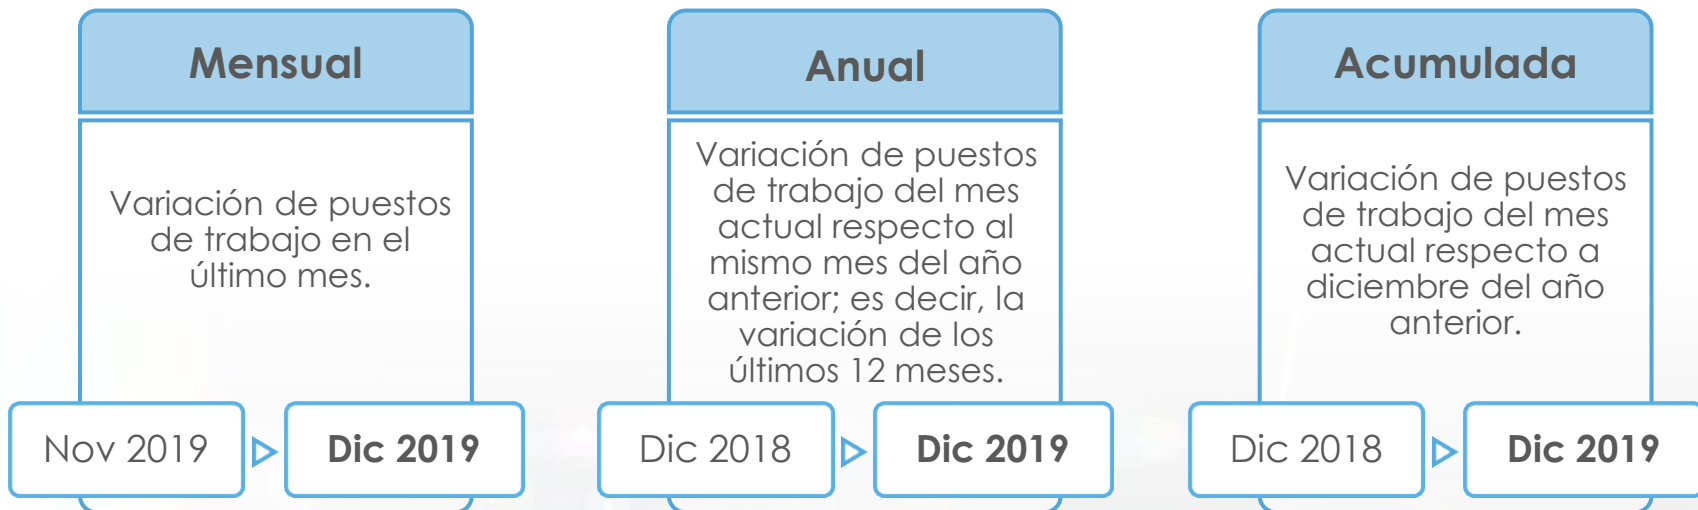 Mensual
Variación de puestos
de trabajo en el
último mes.
Nov 2019
Dic 2019
Anual
Variación de puestos
de trabajo del mes
actual respecto al
mismo mes del año
anterior; es decir, la
variación de los
últimos 12 meses.
Dic 2018
Dic 2019
Acumulada
Variación de puestos
de trabajo del mes
actual respecto a
diciembre del año
anterior.
Dic 2018
Dic 2019